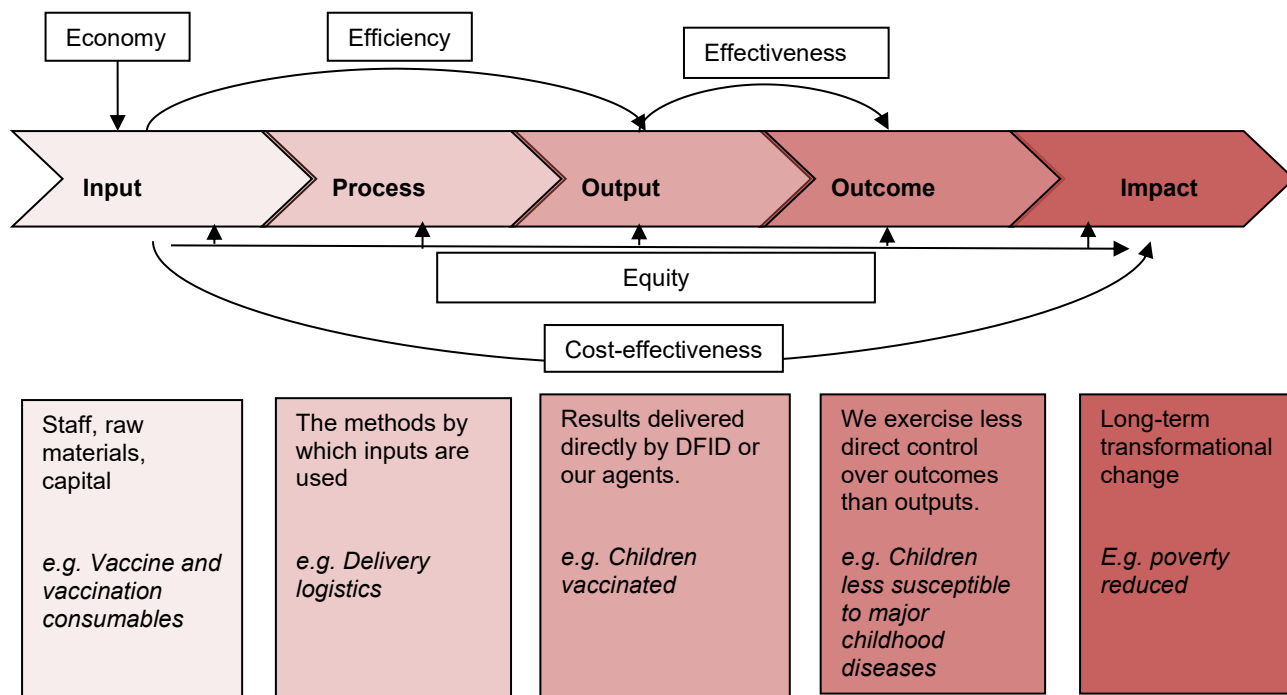 Economy
Efficiency
Effectiveness
Input
Process
Output
Outcome
Impact
Equity
Cost-effectiveness
Staff, raw
materials,
capital
e.g. Vaccine and
vaccination
consumables
The methods by
which inputs are
used
e.g. Delivery
logistics
Results delivered
directly by DFID or
our agents.
e.g. Children
vaccinated
We exercise less
direct control
over outcomes
than outputs.
e.g. Children
less susceptible
to major
childhood
diseases
Long-term
transformational
change
E.g. poverty
reduced